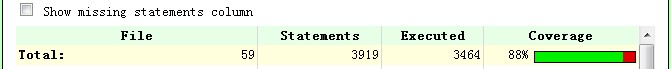 Show missing statements column
File Statements Executed Coverage
Total: 59 3919 3464 88%